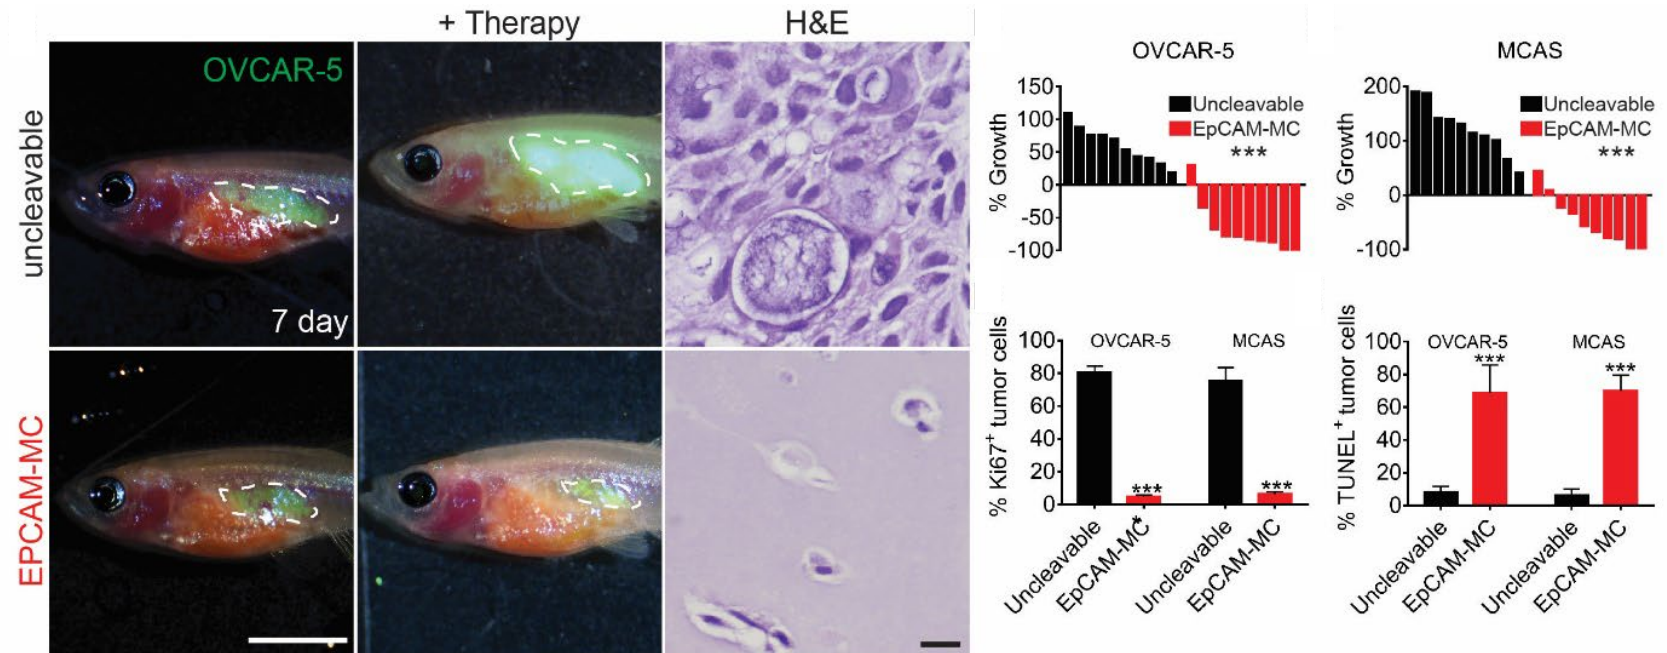 + Therapy
H&E
uncleavable
OVCAR-5
7 day
EPCAM-MC
OVCAR-5
% Growth
150
100
50
0
-50
-100
Uncleavable
EpCAM-MC
***
MCAS
% Growth
200
100
0
-100
Uncleavable
EpCAM-MC
***
% Ki67+ tumor cells
100
80
60
40
20
0
OVCAR-5
MCAS
***
***
*
Uncleavable
EpCAM-MC
Uncleavable
EpCAM-MC
% TUNEL+ tumor cells
100
80
60
40
20
0
OVCAR-5
MCAS
***
***
Uncleavable
EpCAM-MC
Uncleavable
EpCAM-MC